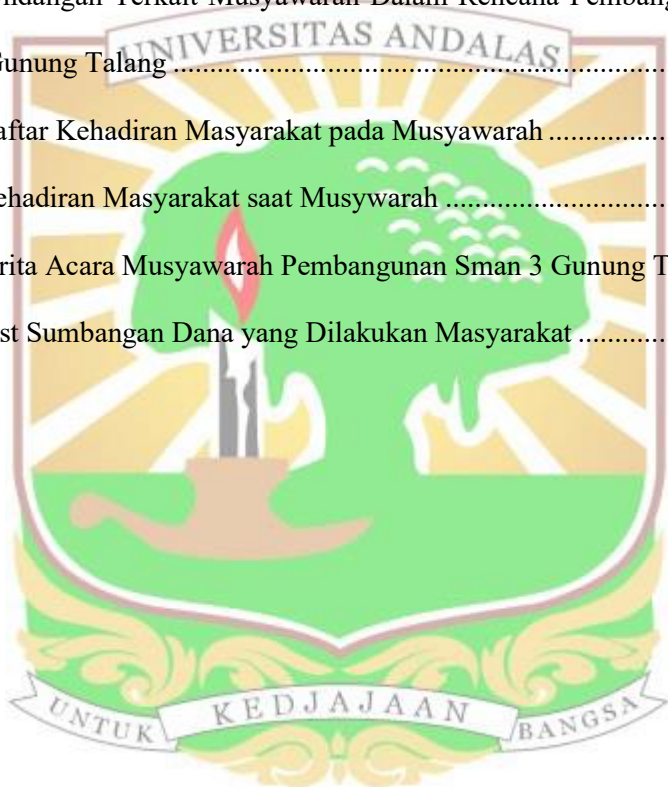 ndangan Terkait Musyawarah Dalam Rencana Pembang
UNIVERSITAS ANDALAS
Gunung Talang
aftar Kehadiran Masyarakat pada Musyawarah
ehadiran Masyarakat saat Musywarah
rita Acara Musyawarah Pembangunan Sman 3 Gunung T
st Sumbangan Dana yang Dilakukan Masyarakat
UNTUK KEDJAJAAN BANGSA